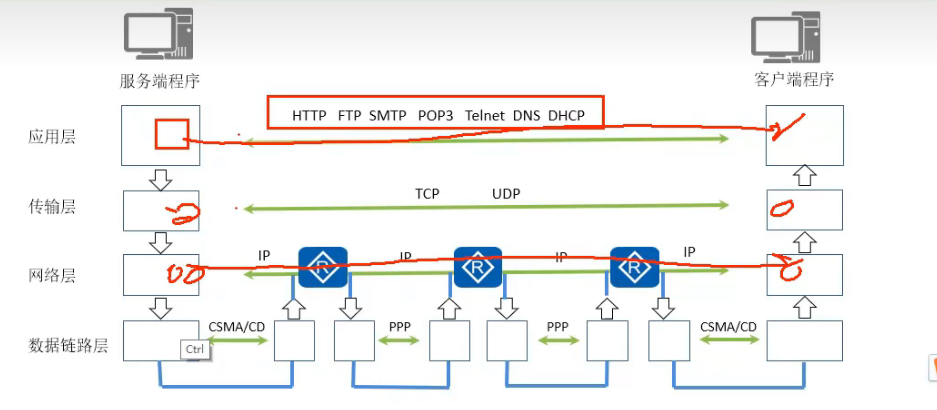 服务端程序 客户端程序
应用层 HTTP FTP SMTP POP3 Telnet DNS DHCP
传输层 TCP UDP
网络层 IP R IP R IP R IP
数据链路层 CSMA/CD PPP PPP CSMA/CD
Ctrl